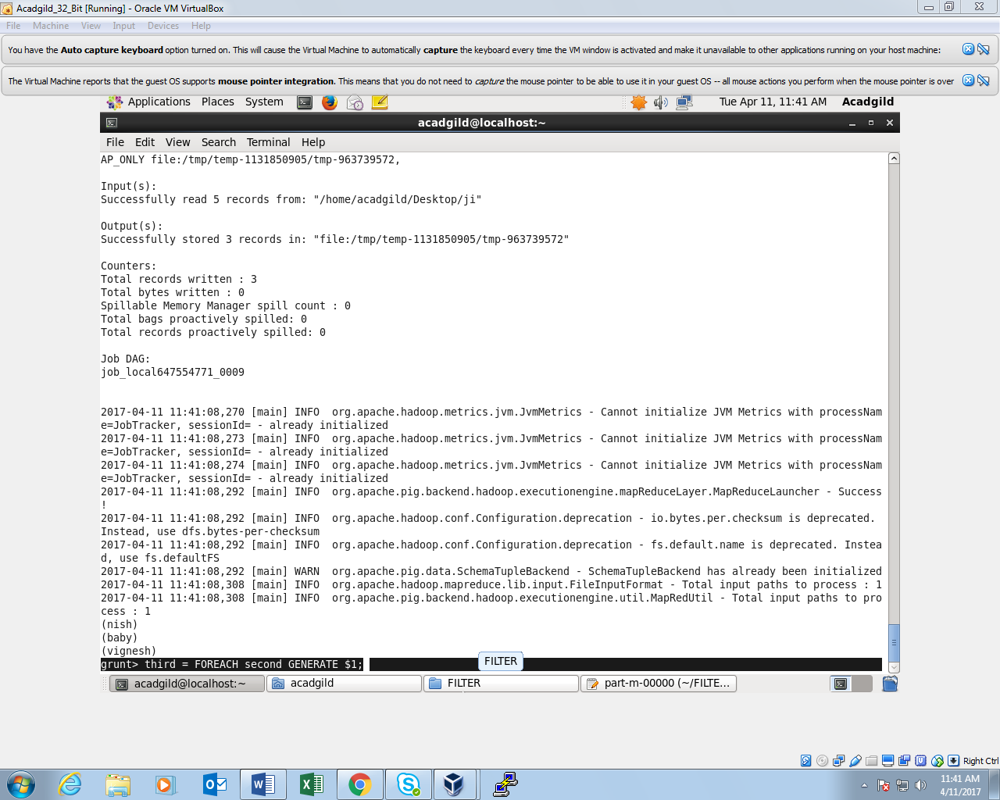 Acadgild_32_Bit [Running] - Oracle VM VirtualBox
File Machine View Input Devices Help
You have the Auto capture keyboard option turned on. This will cause the Virtual Machine to automatically capture the keyboard every time the VM window is activated and make it unavailable to other applications running on your host machine:
The Virtual Machine reports that the guest OS supports mouse pointer integration. This means that you do not need to capture the mouse pointer to be able to use it in your guest OS -- all mouse actions you perform when the mouse pointer is over
Applications Places System Tue Apr 11, 11:41 AM Acadgild
acadgild@localhost:~
File Edit View Search Terminal Help
AP_ONLY file:/tmp/temp-1131850905/tmp-963739572,
Input(s):
Successfully read 5 records from: "/home/acadgild/Desktop/ji"
Output(s):
Successfully stored 3 records in: "file:/tmp/temp-1131850905/tmp-963739572"
Counters:
Total records written : 3
Total bytes written : 0
Spillable Memory Manager spill count : 0
Total bags proactively spilled: 0
Total records proactively spilled: 0
Job DAG:
job_local647554771_0009
2017-04-11 11:41:08,270 [main] INFO  org.apache.hadoop.metrics.jvm.JvmMetrics - Cannot initialize JVM Metrics with processNam
e=JobTracker, sessionId= - already initialized
2017-04-11 11:41:08,273 [main] INFO  org.apache.hadoop.metrics.jvm.JvmMetrics - Cannot initialize JVM Metrics with processNam
e=JobTracker, sessionId= - already initialized
2017-04-11 11:41:08,274 [main] INFO  org.apache.hadoop.metrics.jvm.JvmMetrics - Cannot initialize JVM Metrics with processNam
e=JobTracker, sessionId= - already initialized
2017-04-11 11:41:08,292 [main] INFO  org.apache.pig.backend.hadoop.executionengine.mapReduceLayer.MapReduceLauncher - Success
!
2017-04-11 11:41:08,292 [main] INFO  org.apache.hadoop.conf.Configuration.deprecation - io.bytes.per.checksum is deprecated.
Instead, use dfs.bytes-per-checksum
2017-04-11 11:41:08,292 [main] INFO  org.apache.hadoop.conf.Configuration.deprecation - fs.default.name is deprecated. Instea
d, use fs.defaultFS
2017-04-11 11:41:08,292 [main] WARN  org.apache.pig.data.SchemaTupleBackend - SchemaTupleBackend has already been initialized
2017-04-11 11:41:08,308 [main] INFO  org.apache.hadoop.mapreduce.lib.input.FileInputFormat - Total input paths to process : 1
2017-04-11 11:41:08,308 [main] INFO  org.apache.pig.backend.hadoop.executionengine.util.MapRedUtil - Total input paths to pro
cess : 1
(nish)
(baby)
(vignesh)
grunt> third = FOREACH second GENERATE $1;
FILTER
acadgild@localhost:~ acadgild FILTER part-m-00000 (~/FILTE...
Right Ctrl
11:41 AM
4/11/2017